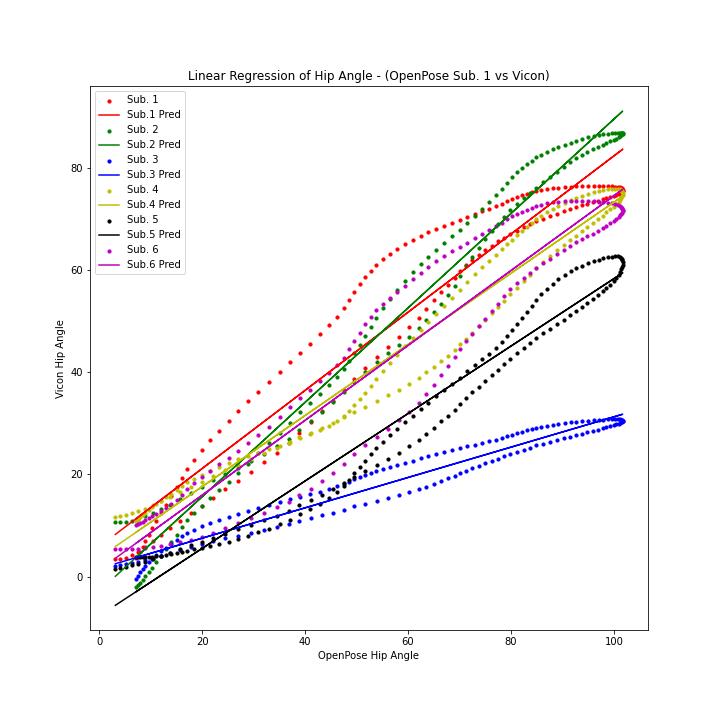 Linear Regression of Hip Angle - (OpenPose Sub. 1 vs Vicon)
Sub. 1
Sub.1 Pred
Sub. 2
Sub.2 Pred
Sub. 3
Sub.3 Pred
Sub. 4
Sub.4 Pred
Sub. 5
Sub.5 Pred
Sub. 6
Sub.6 Pred
Vicon Hip Angle
80
60
40
20
0
0 20 40 60 80 100
OpenPose Hip Angle